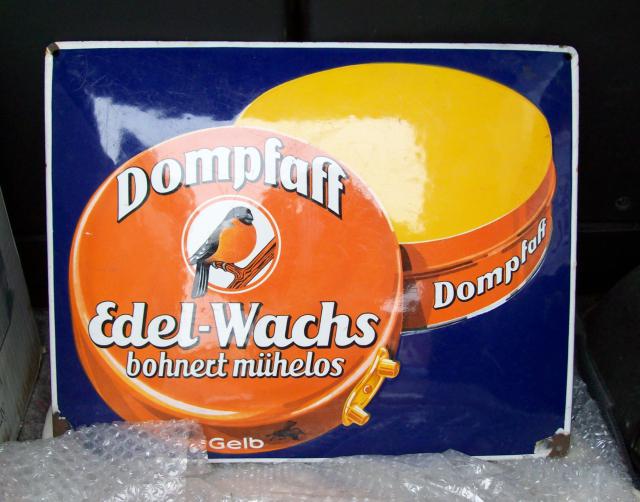 Dompfaff
Edel-Wachs
bohnert mühelos
Dompfaff
Gelb